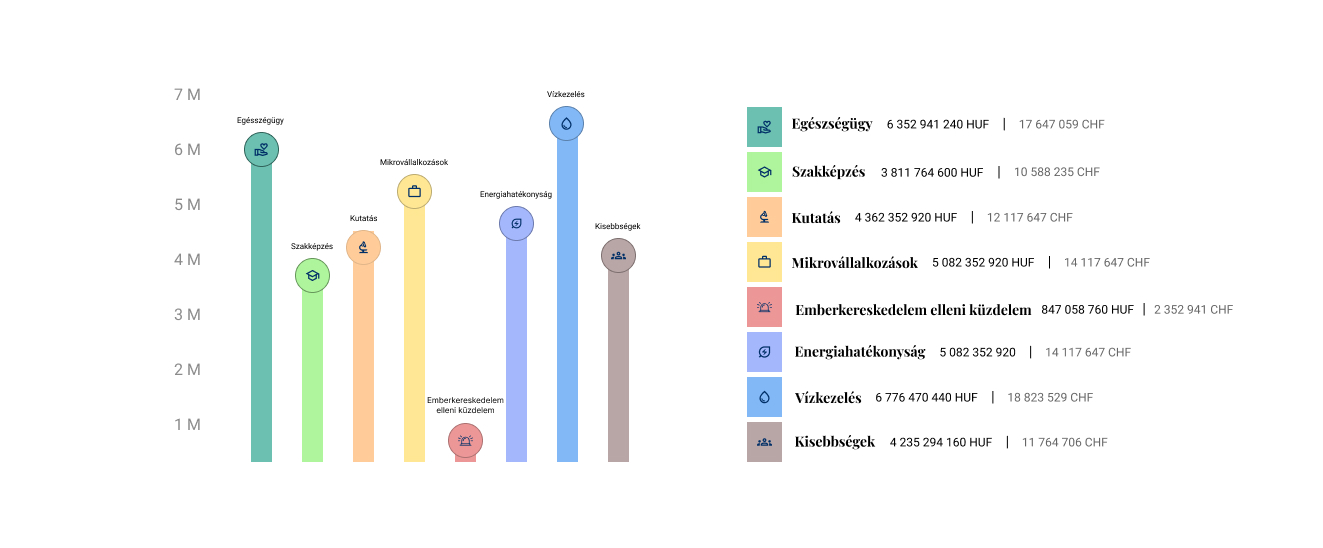 7 M
6 M
5 M
4 M
3 M
2 M
1 M
Egésszégügy
Szakképzés
Kutatás
Mikrovállalkozások
Emberkereskedelem
elleni küzdelem
Energiahatékonyság
Vízkezelés
Kisebbségek
Egészségügy 6 352 941 240 HUF | 17 647 059 CHF
Szakképzés 3 811 764 600 HUF | 10 588 235 CHF
Kutatás 4 362 352 920 HUF | 12 117 647 CHF
Mikrovállalkozások 5 082 352 920 HUF | 14 117 647 CHF
Emberkereskedelem elleni küzdelem 847 058 760 HUF | 2 352 941 CHF
Energiahatékonyság 5 082 352 920 | 14 117 647 CHF
Vízkezelés 6 776 470 440 HUF | 18 823 529 CHF
Kisebbségek 4 235 294 160 HUF | 11 764 706 CHF